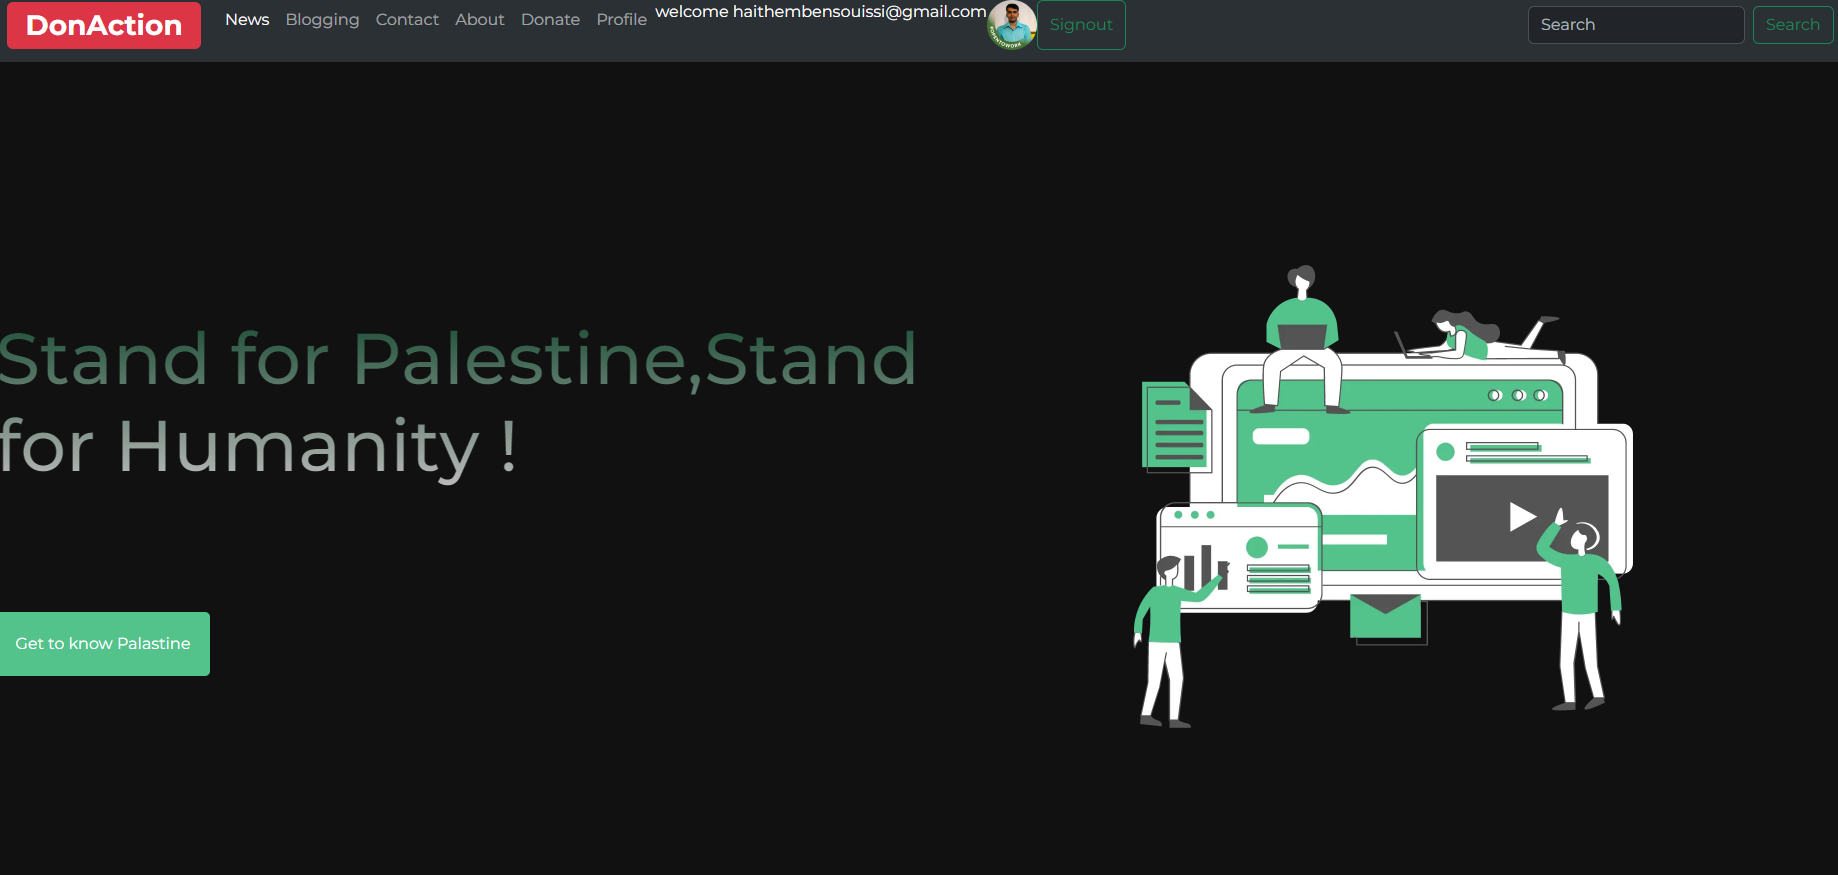 DonAction
News
Blogging
Contact
About
Donate
Profile
welcome haithembensouissi@gmail.com
#OPENTOWORK
Signout
Search
Search
Stand for Palestine,Stand
for Humanity !
Get to know Palastine